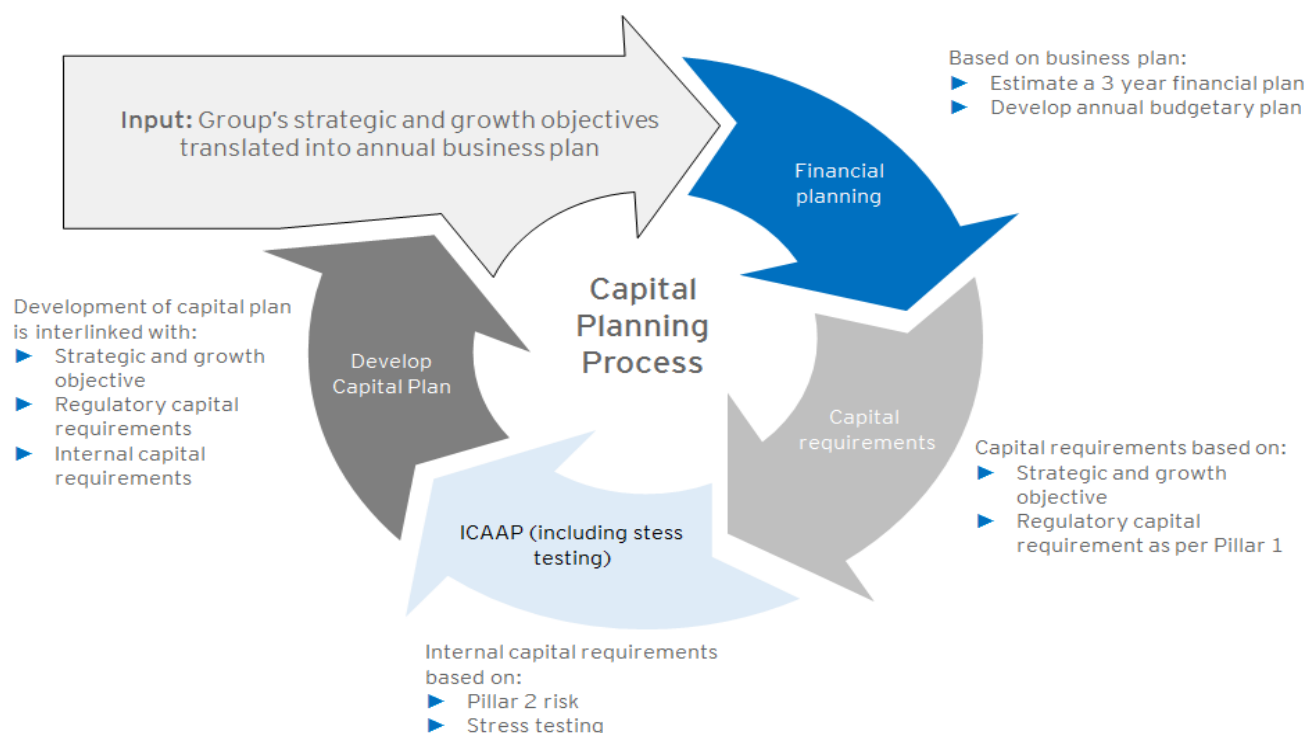 Input: Group's strategic and growth objectives
translated into annual business plan
Based on business plan:
► Estimate a 3 year financial plan
► Develop annual budgetary plan
Financial
planning
Capital
Planning
Process
Capital
requirements
Capital requirements based on:
► Strategic and growth
objective
► Regulatory capital
requirement as per Pillar 1
ICAAP (including stess
testing)
Internal capital requirements
based on:
► Pillar 2 risk
► Stress testing
Develop
Capital Plan
Development of capital plan
is interlinked with:
► Strategic and growth
objective
► Regulatory capital
requirements
► Internal capital
requirements